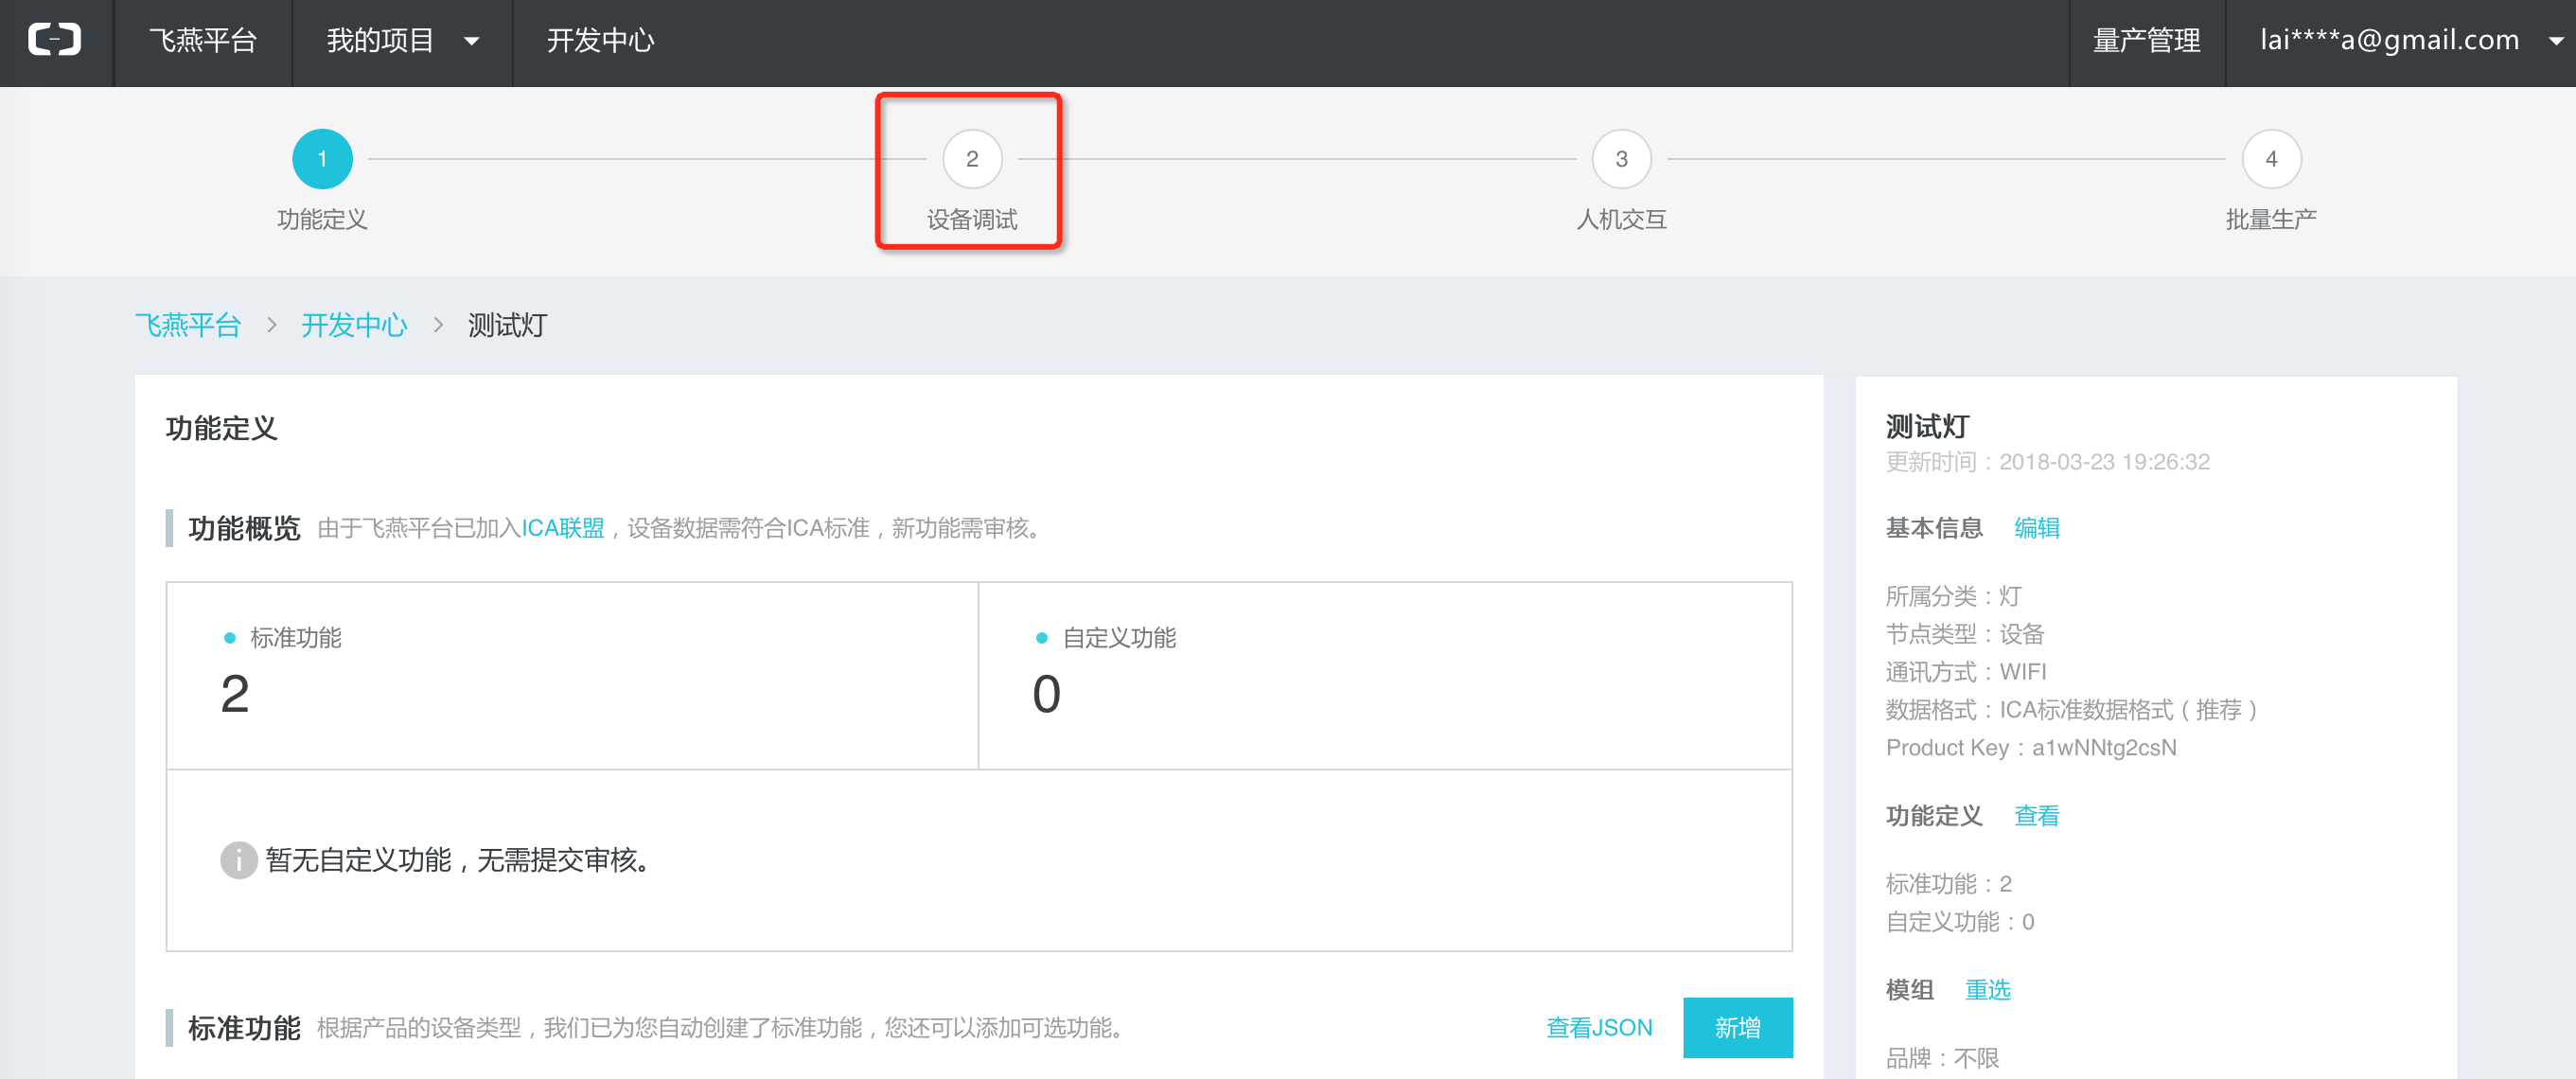 飞燕平台 我的项目 开发中心 量产管理 lai****a@gmail.com
1 2 3 4
功能定义 设备调试 人机交互 批量生产
飞燕平台 > 开发中心 > 测试灯
功能定义
功能概览 由于飞燕平台已加入ICA联盟，设备数据需符合ICA标准，新功能需审核。
标准功能 自定义功能
2 0
暂无自定义功能，无需提交审核。
标准功能 根据产品的设备类型，我们已为您自动创建了标准功能，您还可以添加可选功能。 查看JSON 新增
测试灯
更新时间：2018-03-23 19:26:32
基本信息 编辑
所属分类：灯
节点类型：设备
通讯方式：WIFI
数据格式：ICA标准数据格式（推荐）
Product Key：a1wNNtg2csN
功能定义 查看
标准功能：2
自定义功能：0
模组 重选
品牌：不限